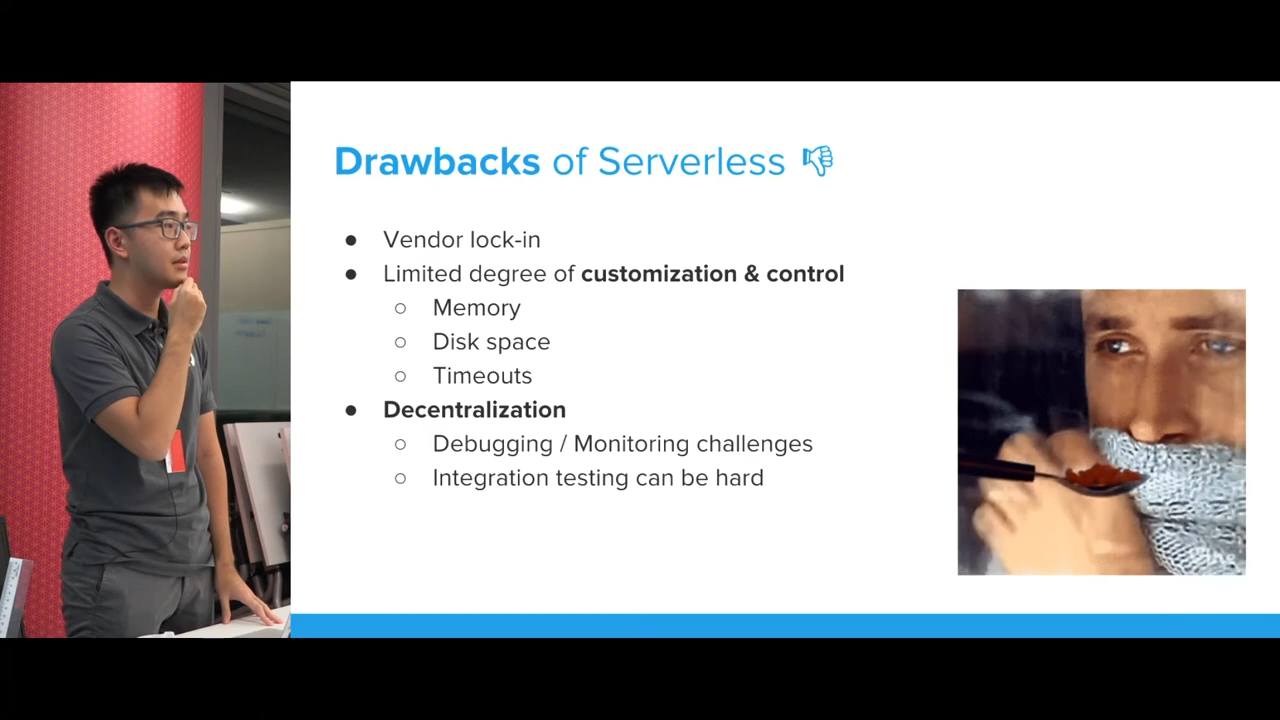 Drawbacks of Serverless
● Vendor lock-in
● Limited degree of customization & control
○ Memory
○ Disk space
○ Timeouts
● Decentralization
○ Debugging / Monitoring challenges
○ Integration testing can be hard